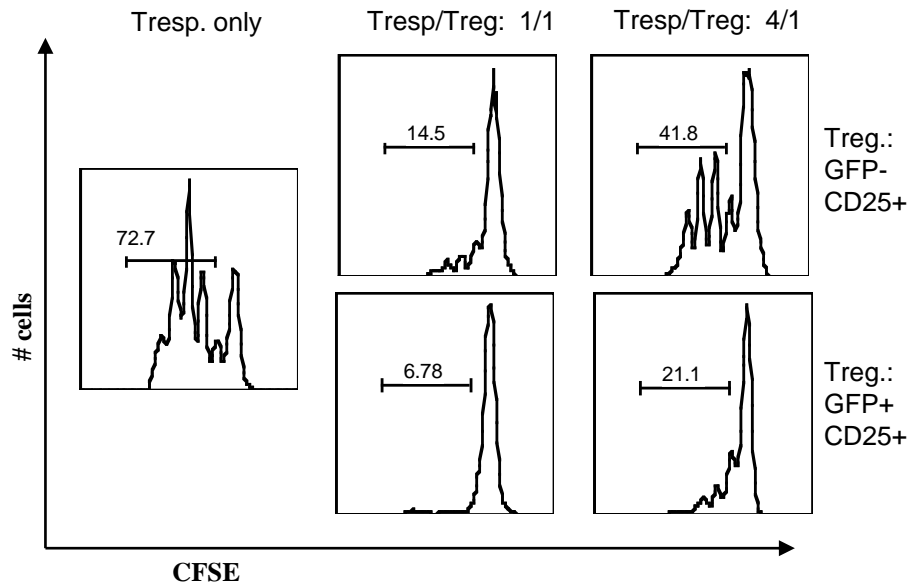 Tresp. only
Tresp/Treg: 1/1
Tresp/Treg: 4/1
72.7
14.5
41.8
Treg.:
GFP-
CD25+
6.78
21.1
Treg.:
GFP+
CD25+
# cells
CFSE